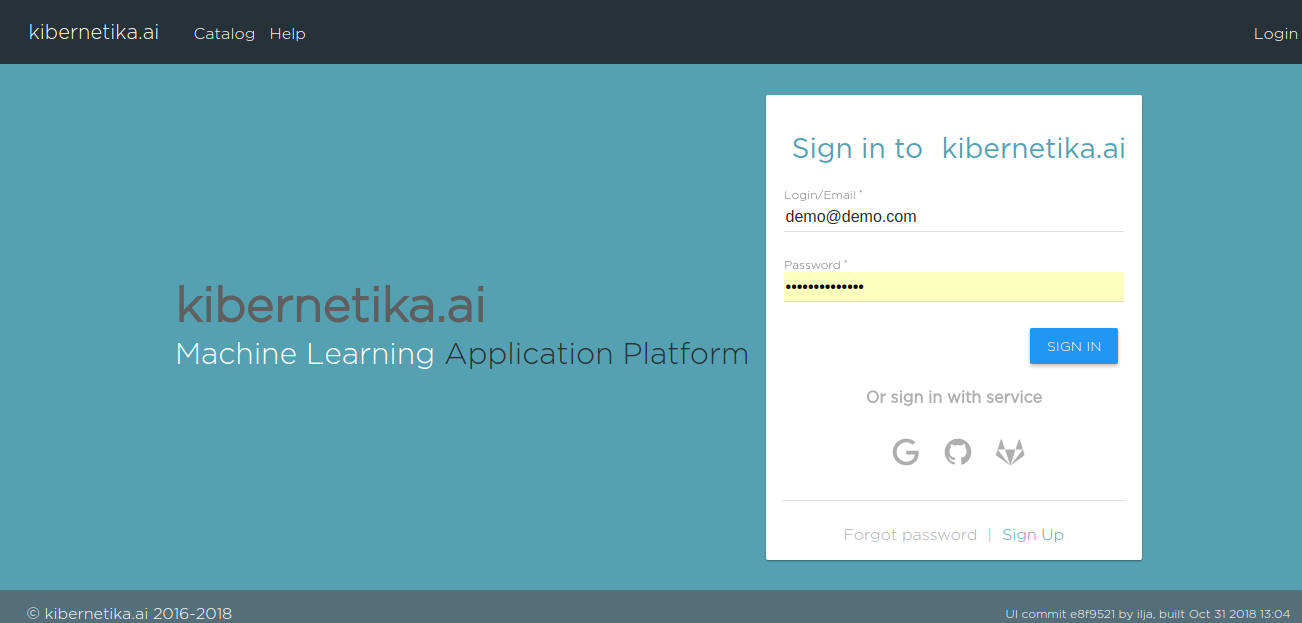 kibernetika.ai Catalog Help Login
Sign in to kibernetika.ai
Login/Email *
demo@demo.com
Password *
••••••••••••••
kibernetika.ai
Machine Learning Application Platform
SIGN IN
Or sign in with service
Forgot password | Sign Up
© kibernetika.ai 2016-2018
UI commit e8f9521 by ilja, built Oct 31 2018 13:04